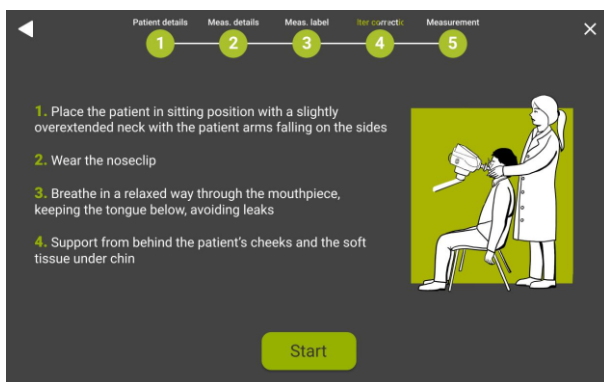 Patient details Meas. details Meas. label Iter correctic Measurement
1 2 3 4 5
1. Place the patient in sitting position with a slightly
overextended neck with the patient arms falling on the sides
2. Wear the noseclip
3. Breathe in a relaxed way through the mouthpiece,
keeping the tongue below, avoiding leaks
4. Support from behind the patient's cheeks and the soft
tissue under chin
Start